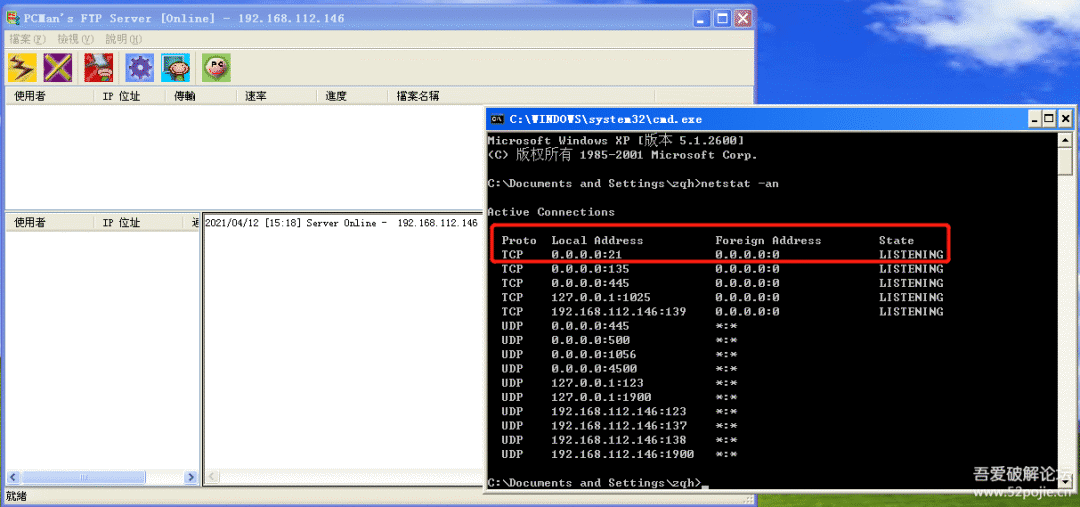 PCMan's FTP Server [Online] - 192.168.112.146
檔案(F) 檢視(V) 說明(H)
使用者 IP 位址 傳輸 速率 進度 檔案名稱
使用者 IP 位址
2021/04/12 [15:18] Server Online - 192.168.112.146
就緒
C:\WINDOWS\system32\cmd.exe
Microsoft Windows XP [版本 5.1.2600]
(C) 版权所有 1985-2001 Microsoft Corp.
C:\Documents and Settings\zqh>netstat -an
Active Connections
Proto Local Address Foreign Address State
TCP 0.0.0.0:21 0.0.0.0:0 LISTENING
TCP 0.0.0.0:135 0.0.0.0:0 LISTENING
TCP 0.0.0.0:445 0.0.0.0:0 LISTENING
TCP 127.0.0.1:1025 0.0.0.0:0 LISTENING
TCP 192.168.112.146:139 0.0.0.0:0 LISTENING
UDP 0.0.0.0:445 *:*
UDP 0.0.0.0:500 *:*
UDP 0.0.0.0:1056 *:*
UDP 0.0.0.0:4500 *:*
UDP 127.0.0.1:123 *:*
UDP 127.0.0.1:1900 *:*
UDP 192.168.112.146:123 *:*
UDP 192.168.112.146:137 *:*
UDP 192.168.112.146:138 *:*
UDP 192.168.112.146:1900 *:*
C:\Documents and Settings\zqh>_
吾爱破解论坛
www.52pojie.cn